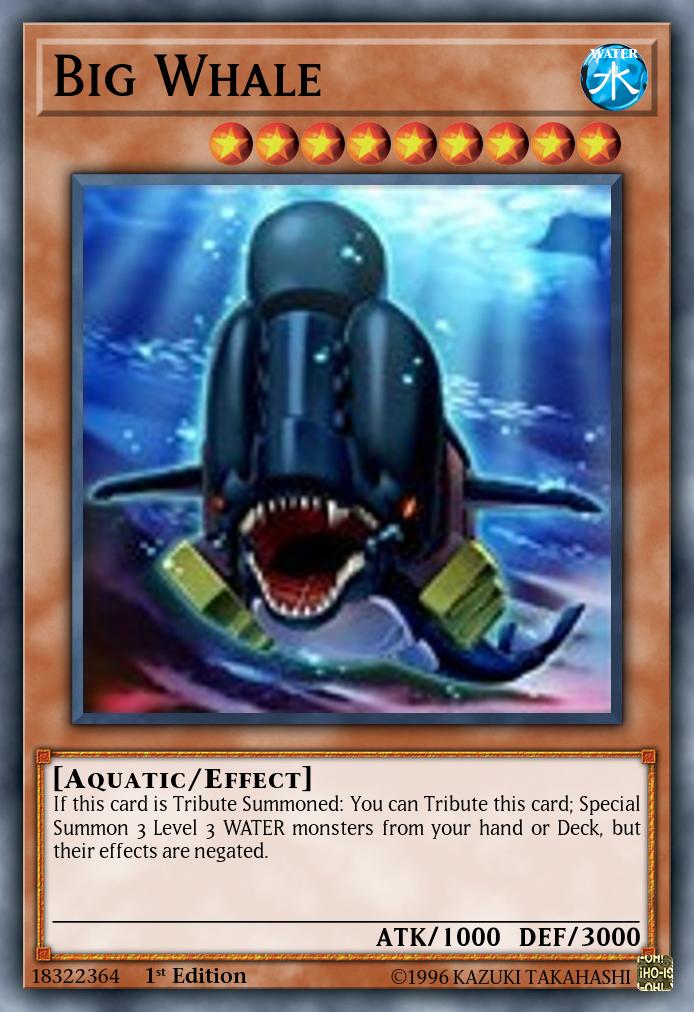 BIG WHALE
WATER
水
[AQUATIC/EFFECT]
If this card is Tribute Summoned: You can Tribute this card; Special
Summon 3 Level 3 WATER monsters from your hand or Deck, but
their effects are negated.
ATK/1000 DEF/3000
18322364 1st Edition ©1996 KAZUKI TAKAHASHI